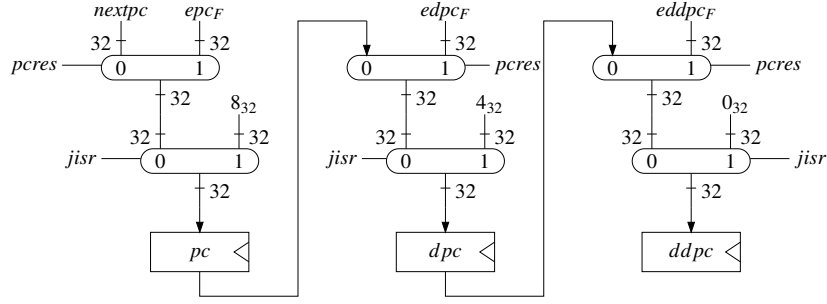 nextpc epc_F edpc_F eddpc_F
32 32 32 32
pcres 0 1 0 1 pcres 0 1 pcres
32 32 32
8_32 4_32 0_32
32 32 32 32 32 32
jisr 0 1 jisr 0 1 0 1 jisr
32 32 32
pc dpc ddpc